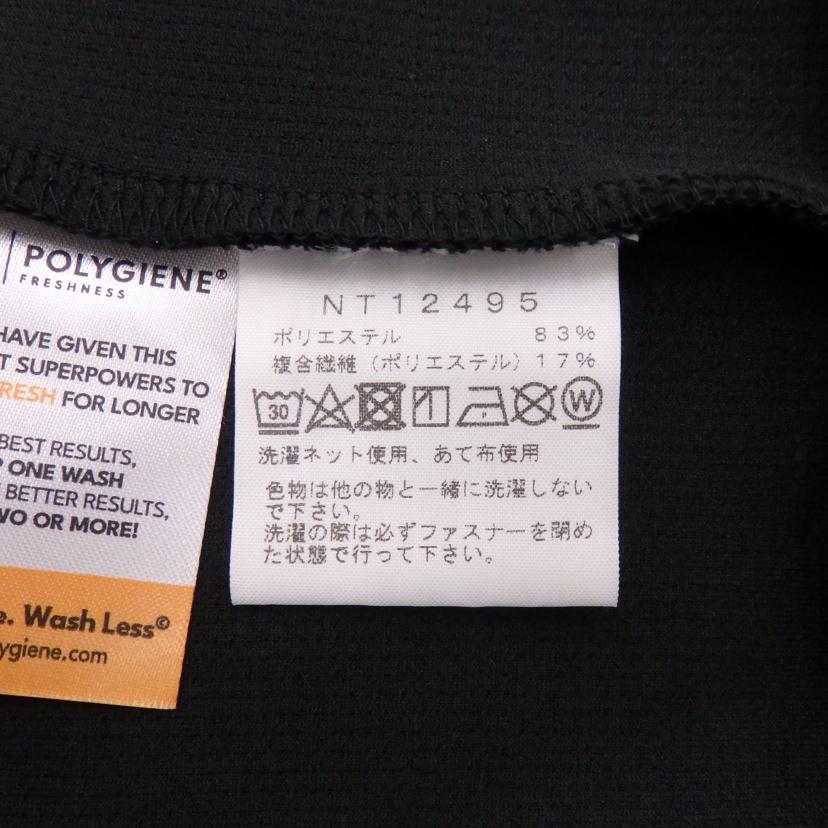 POLYGIENE®
FRESHNESS
HAVE GIVEN THIS
T SUPERPOWERS TO
RESH FOR LONGER
BEST RESULTS,
P ONE WASH
BETTER RESULTS,
WO OR MORE!
e. Wash Less©
ygiene.com
NT12495
ポリエステル 83%
複合繊維（ポリエステル）17%
30
W
洗濯ネット使用、あて布使用
色物は他の物と一緒に洗濯しない
で下さい。
洗濯の際は必ずファスナーを閉め
た状態で行って下さい。